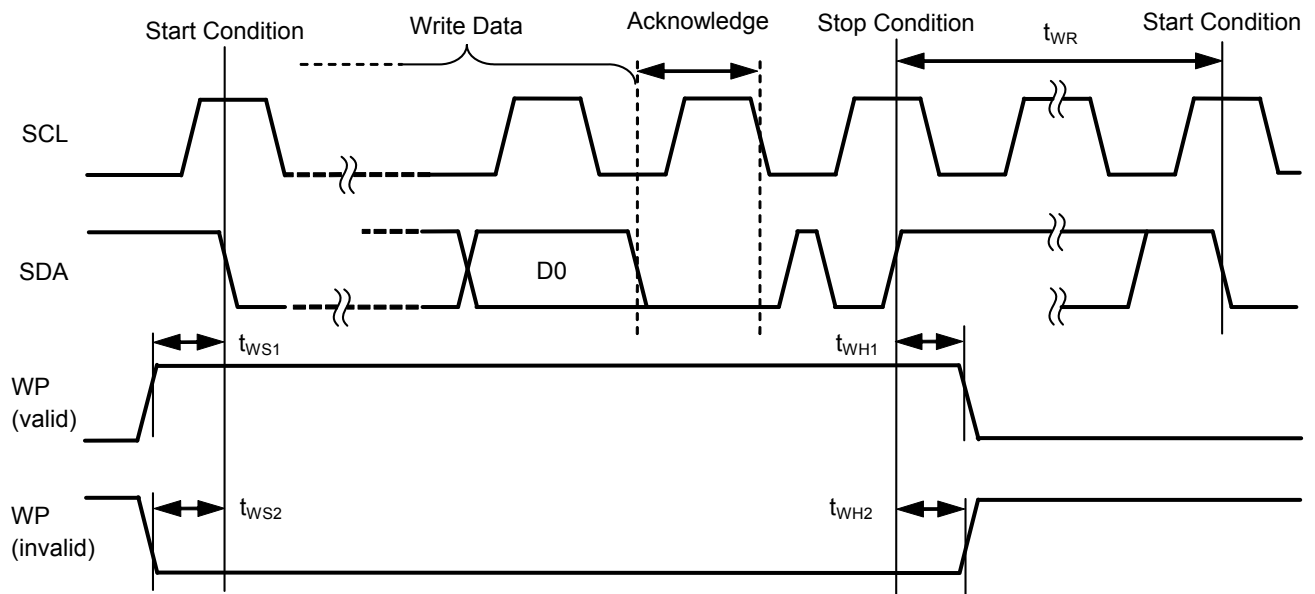 Start Condition
Write Data
Acknowledge
Stop Condition
tWR
Start Condition
SCL
SDA
D0
tWS1
tWH1
WP
(valid)
tWS2
tWH2
WP
(invalid)